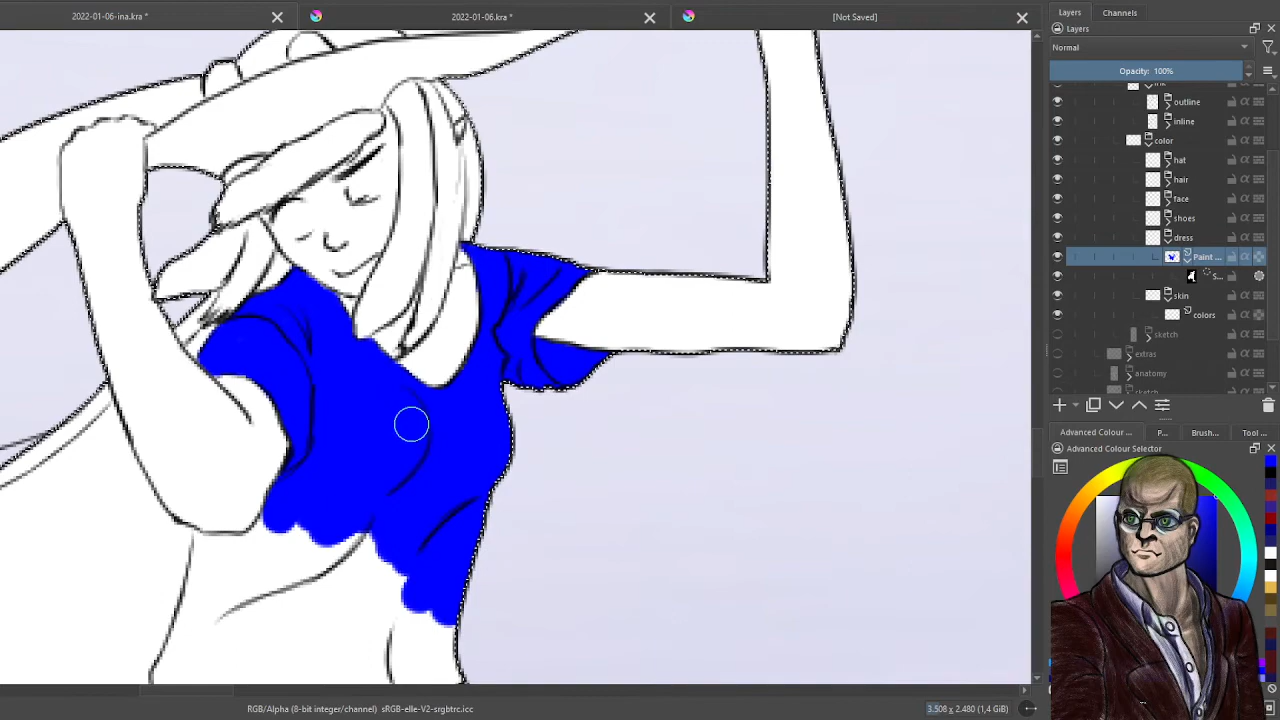 2022-01-06-ina.kra *
2022-01-06.kra *
[Not Saved]
Layers
Channels
Layers
Normal
Opacity: 100%
outline
inline
color
hat
hair
face
shoes
dress
Paint ...
S...
skin
colors
sketch
extras
anatomy
Advanced Colour ...
P...
Brush...
Tool ...
Advanced Colour Selector
RGB/Alpha (8-bit integer/channel) sRGB-elle-V2-srgbtrc.icc
3.508 x 2.480 (1,4 GiB)